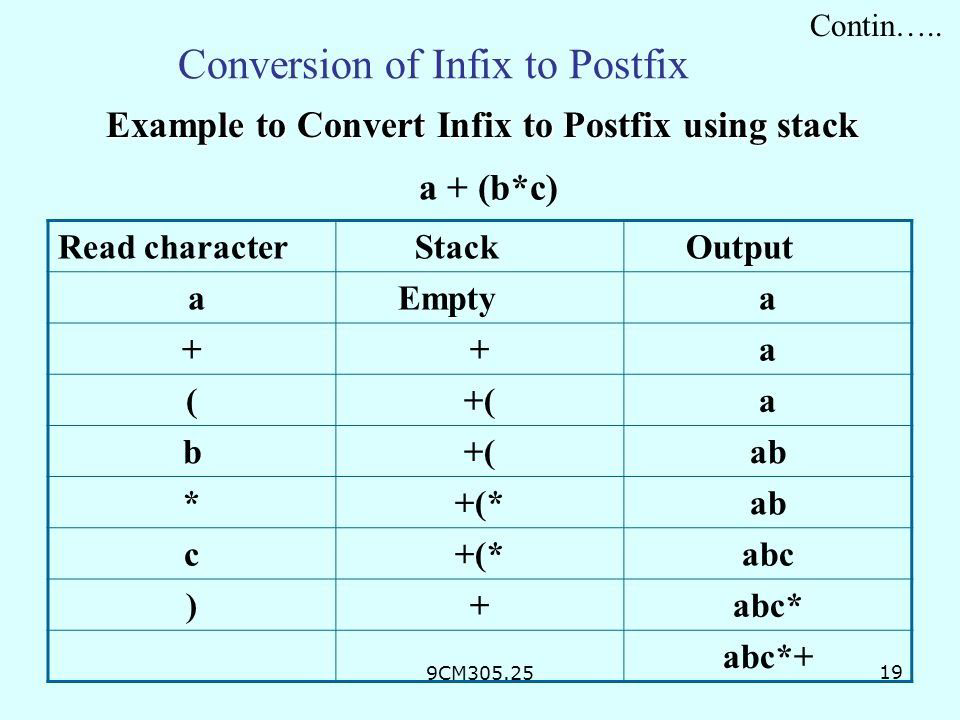 Contin…..
Conversion of Infix to Postfix
Example to Convert Infix to Postfix using stack
a + (b*c)
Read character Stack Output
a Empty a
+ + a
( +( a
b +( ab
* +(* ab
c +(* abc
) + abc*
abc*+
9CM305.25 19